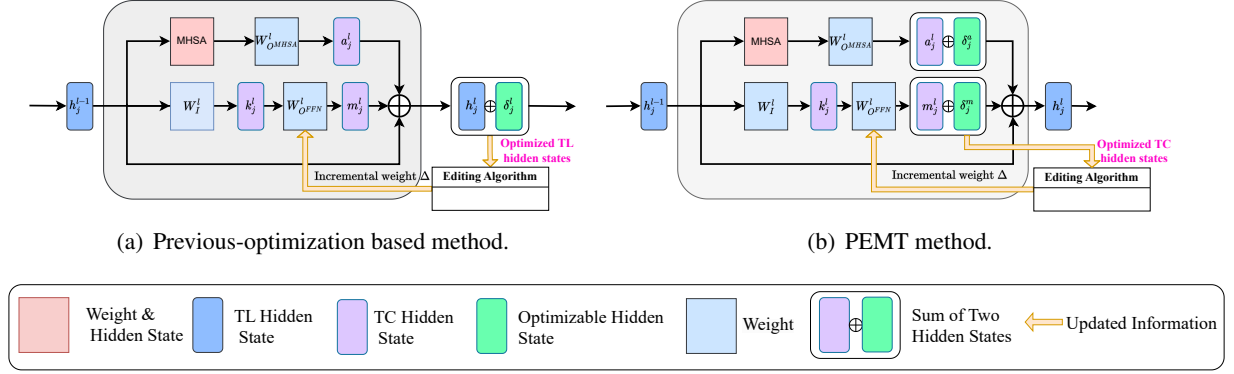 MHSA
W^l_{O^{MHSA}}
a^l_j
h^{l-1}_j
W^l_I
k^l_j
W^l_{O^{FFN}}
m^l_j
h^l_j ⊕ δ^l_j
Optimized TL
hidden states
Incremental weight Δ
Editing Algorithm
(a) Previous-optimization based method.
MHSA
W^l_{O^{MHSA}}
a^l_j ⊕ δ^a_j
h^{l-1}_j
W^l_I
k^l_j
W^l_{O^{FFN}}
m^l_j ⊕ δ^m_j
h^l_j
Optimized TC
hidden states
Incremental weight Δ
Editing Algorithm
(b) PEMT method.
Weight &
Hidden State
TL Hidden
State
TC Hidden
State
Optimizable Hidden
State
Weight
⊕
Sum of Two
Hidden States
Updated Information